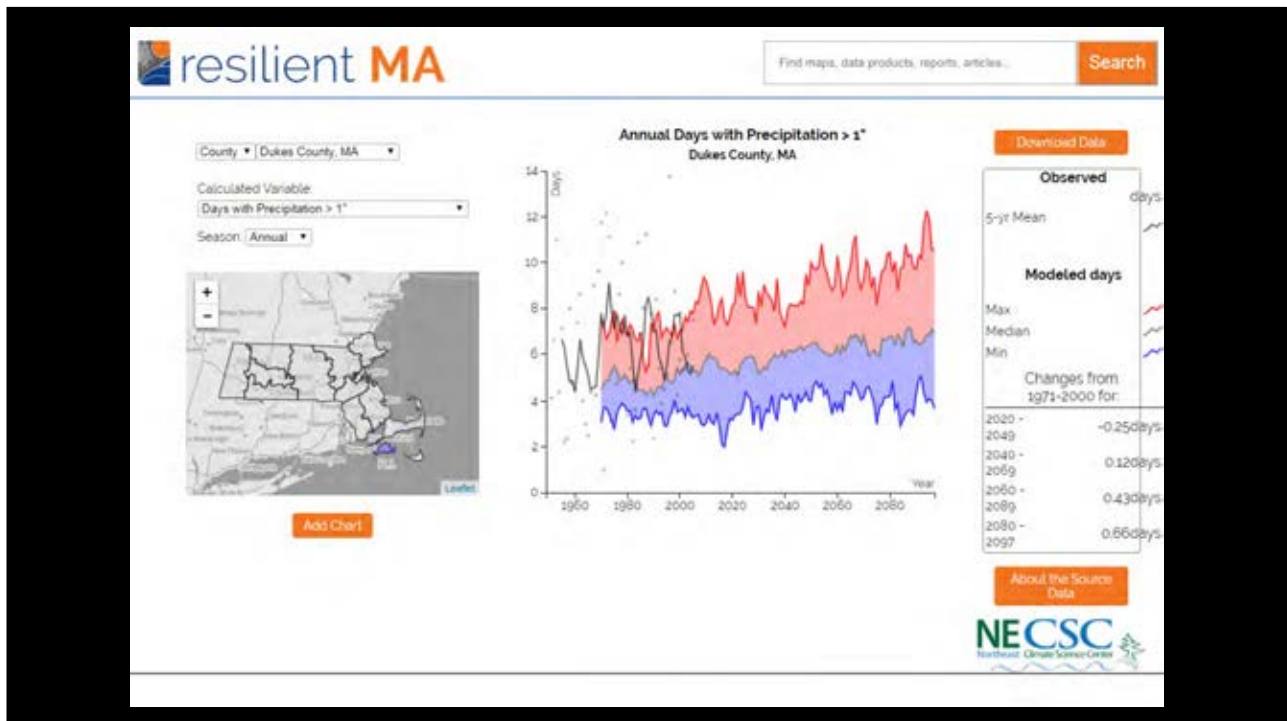 resilient MA
Find maps, data products, reports, articles...
Search
County Dukes County, MA
Calculated Variable:
Days with Precipitation > 1"
Season: Annual
+
−
Leaflet
Add Chart
Annual Days with Precipitation > 1"
Dukes County, MA
Days
14
12
10
8
6
4
2
0
1960 1980 2000 2020 2040 2060 2080
Year
Download Data
Observed
days
5-yr Mean
Modeled days
Max
Median
Min
Changes from
1971-2000 for:
2020 -
2049
-0.25days
2040 -
2069
0.12days
2060 -
2089
0.43days
2080 -
2097
0.66days
About the Source
Data
NECSC
Northeast Climate Science Center